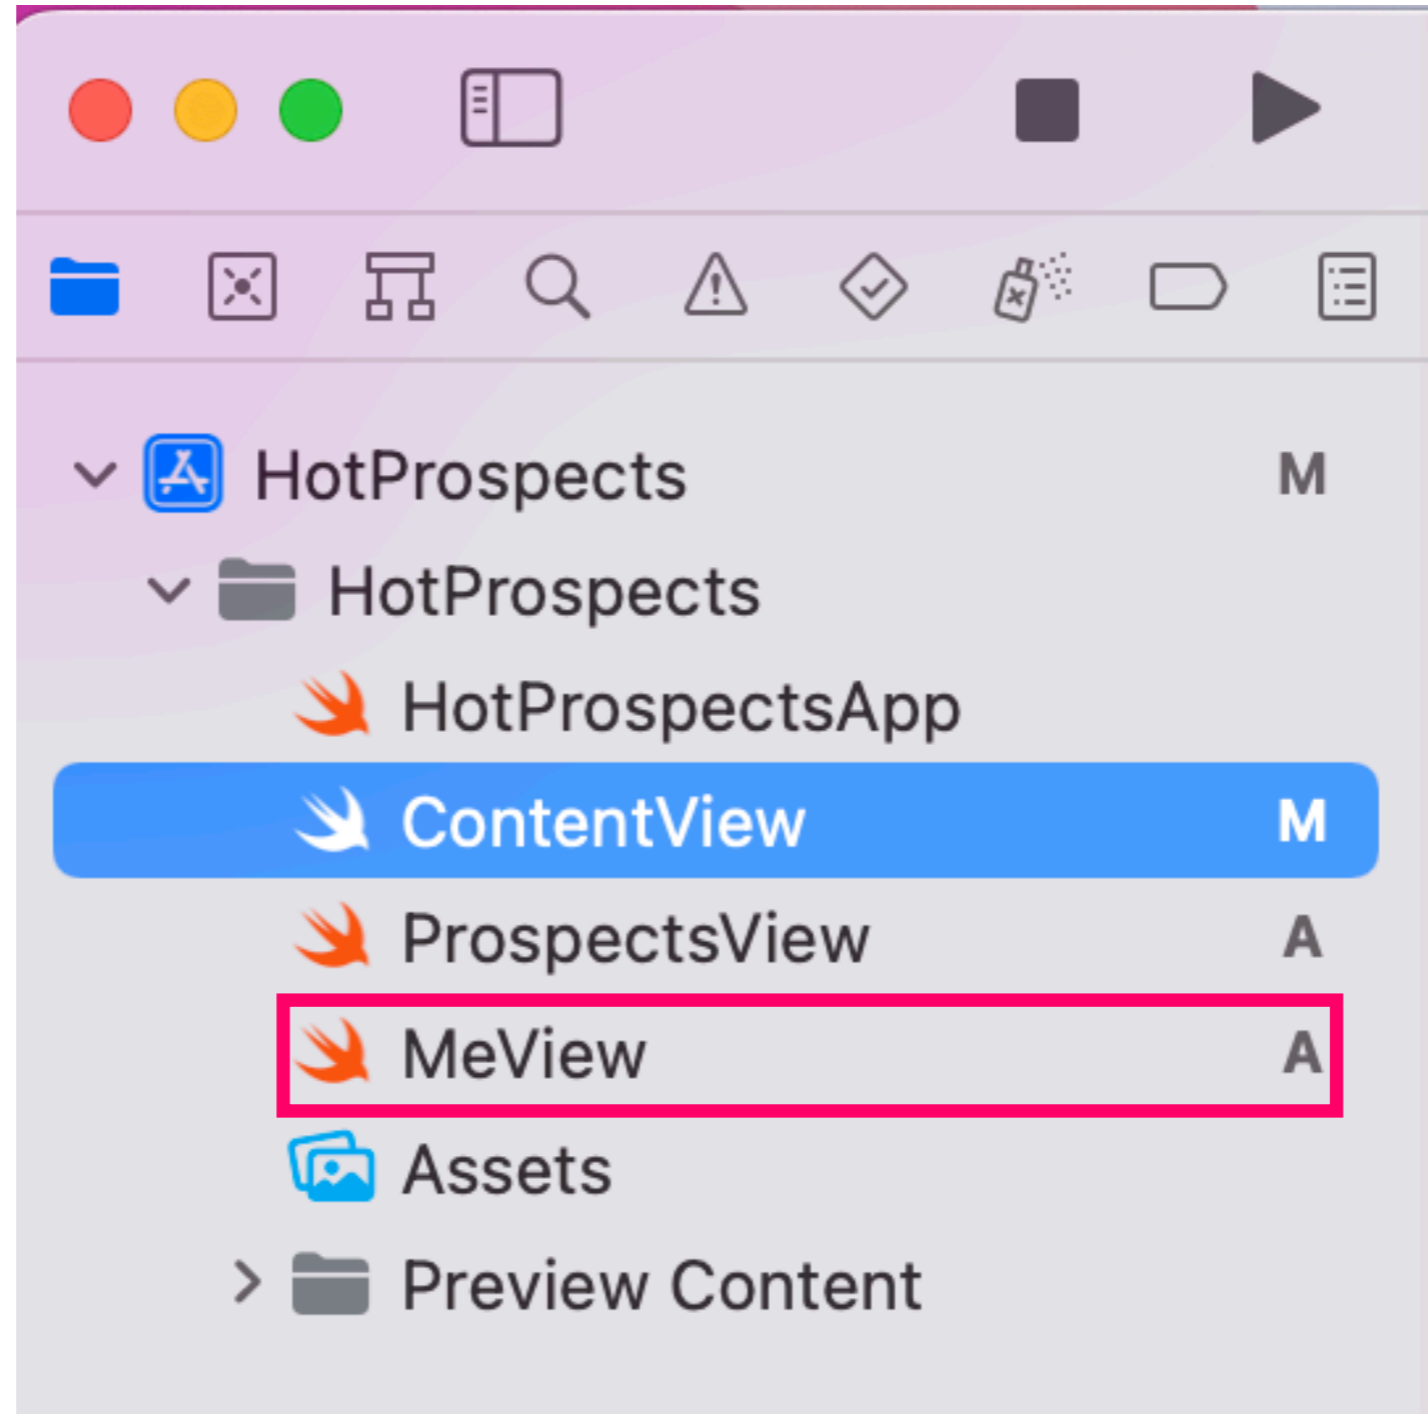 HotProspects M
HotProspects
HotProspectsApp
ContentView M
ProspectsView A
MeView A
Assets
Preview Content